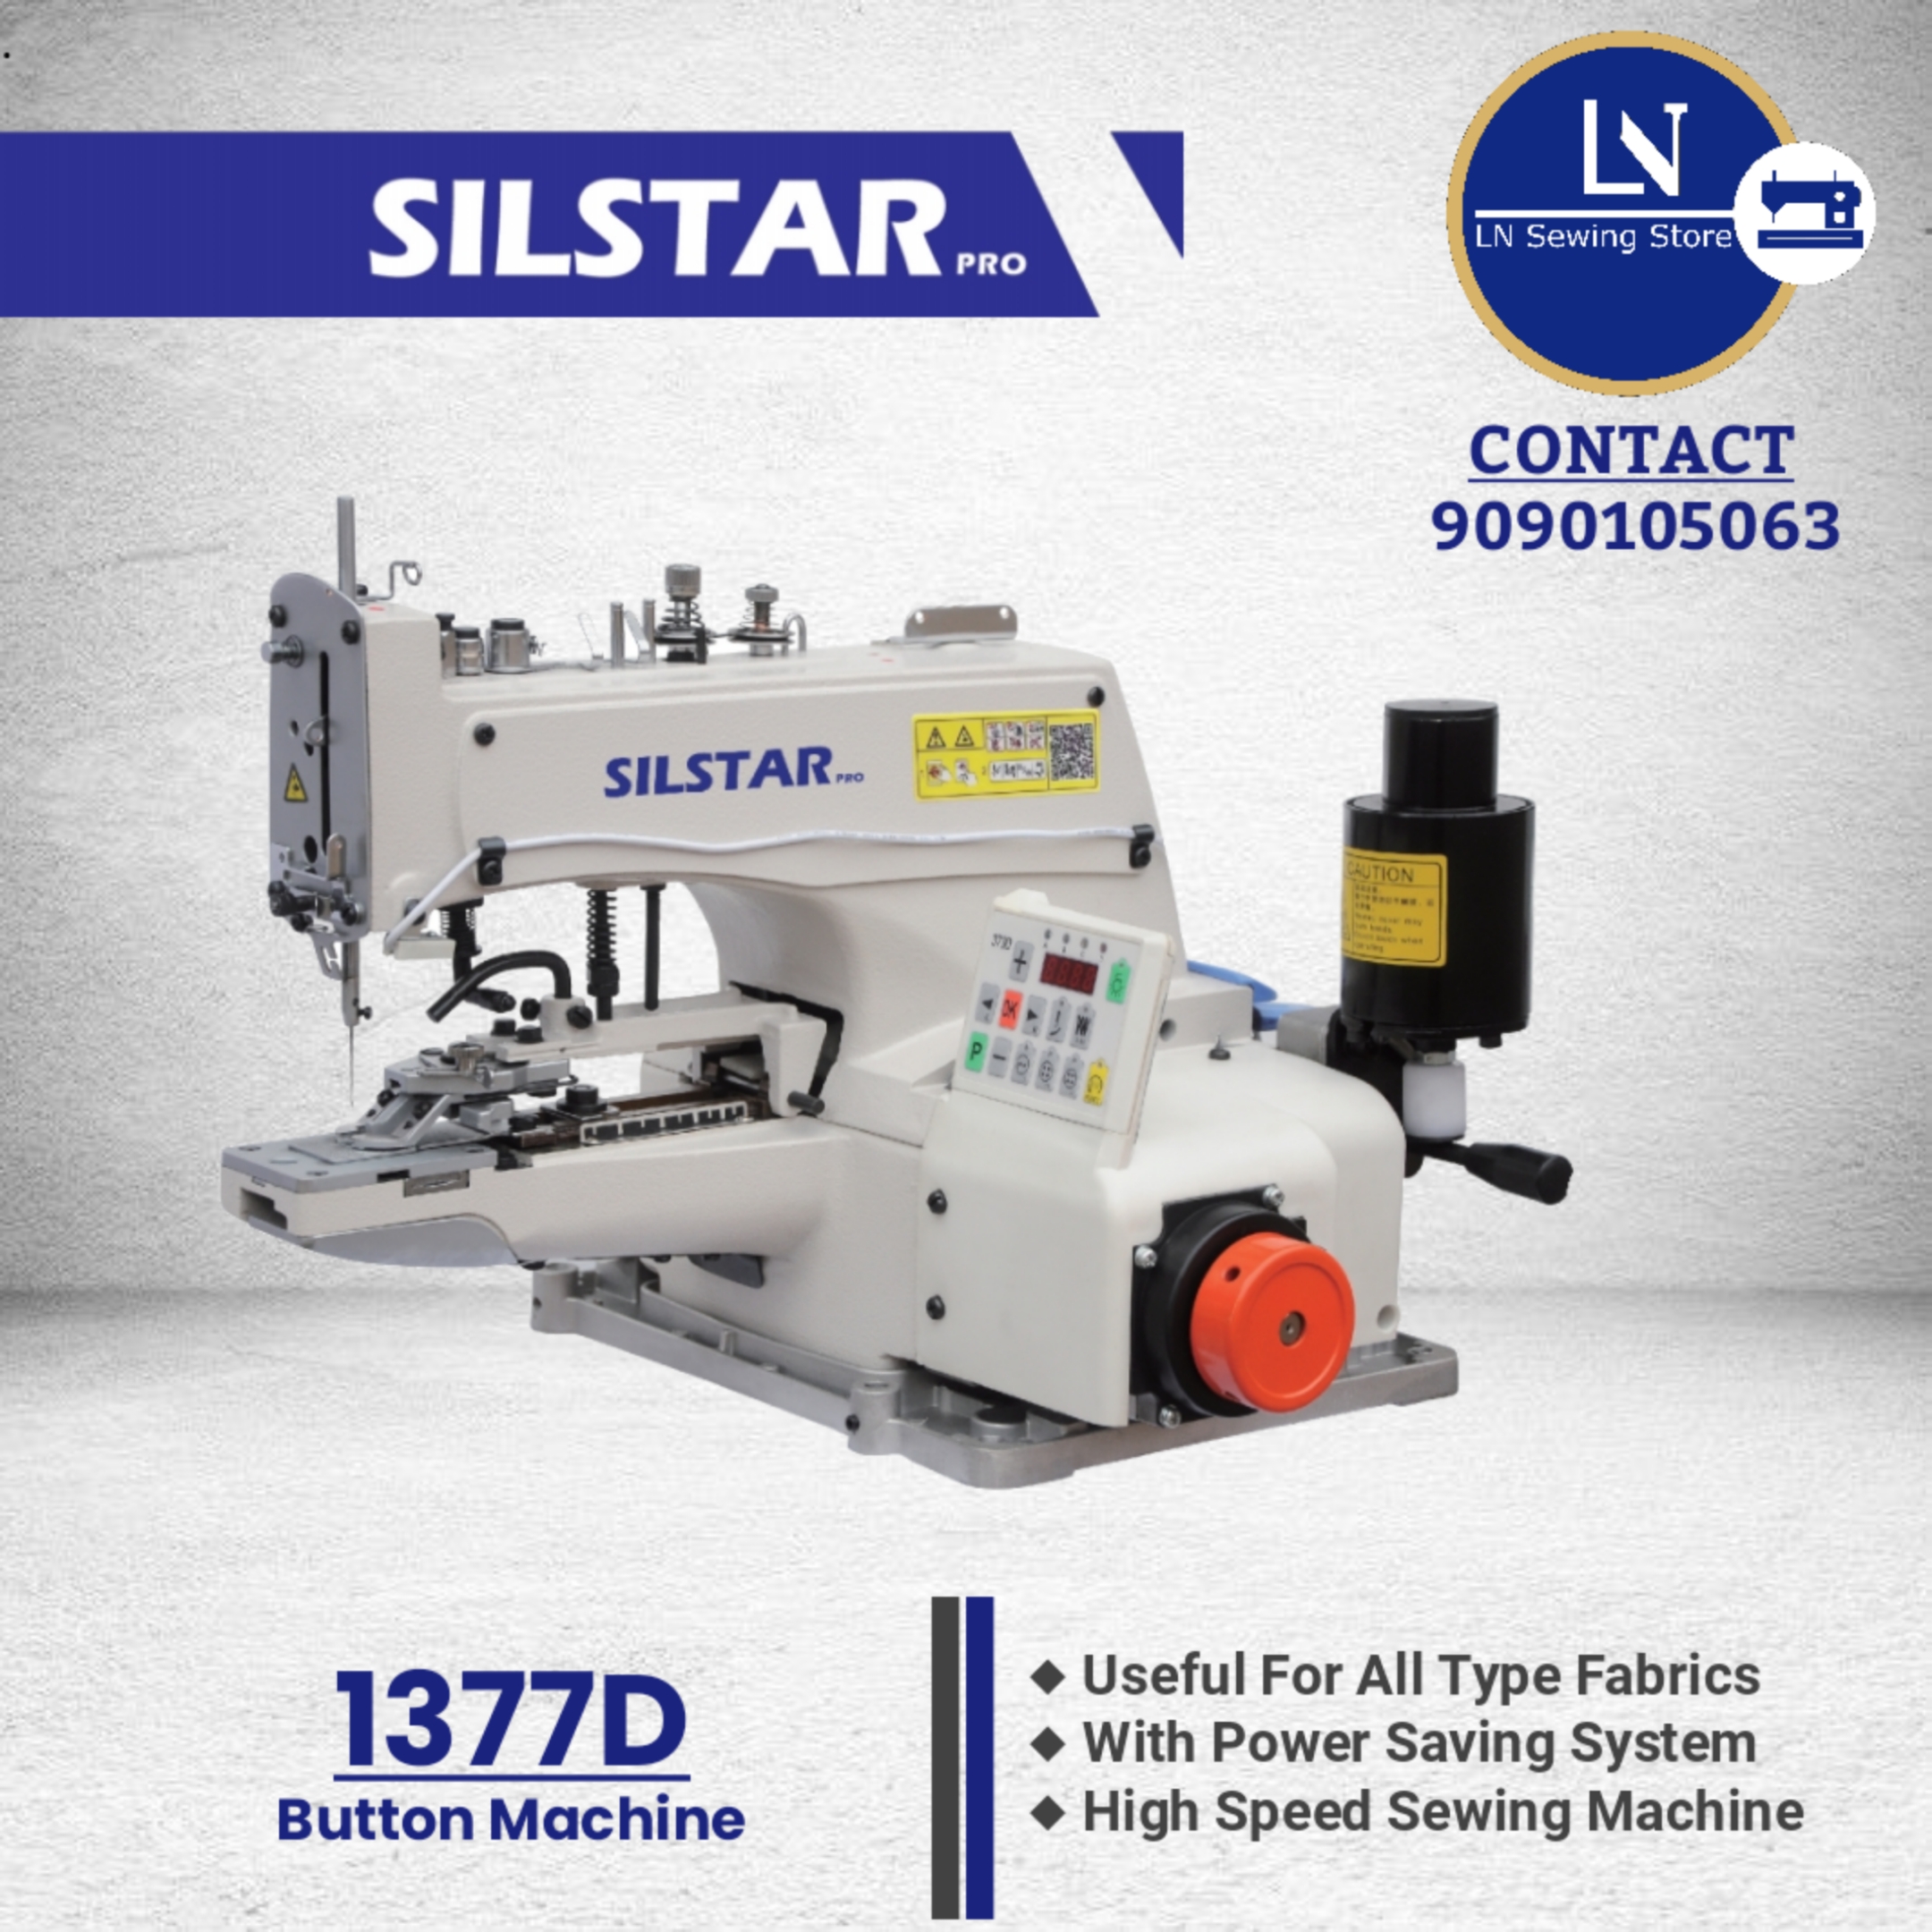 SILSTAR PRO
LN
LN Sewing Store
CONTACT
9090105063
SILSTAR PRO
CAUTION
OK
P
1377D
Button Machine
◆ Useful For All Type Fabrics
◆ With Power Saving System
◆ High Speed Sewing Machine